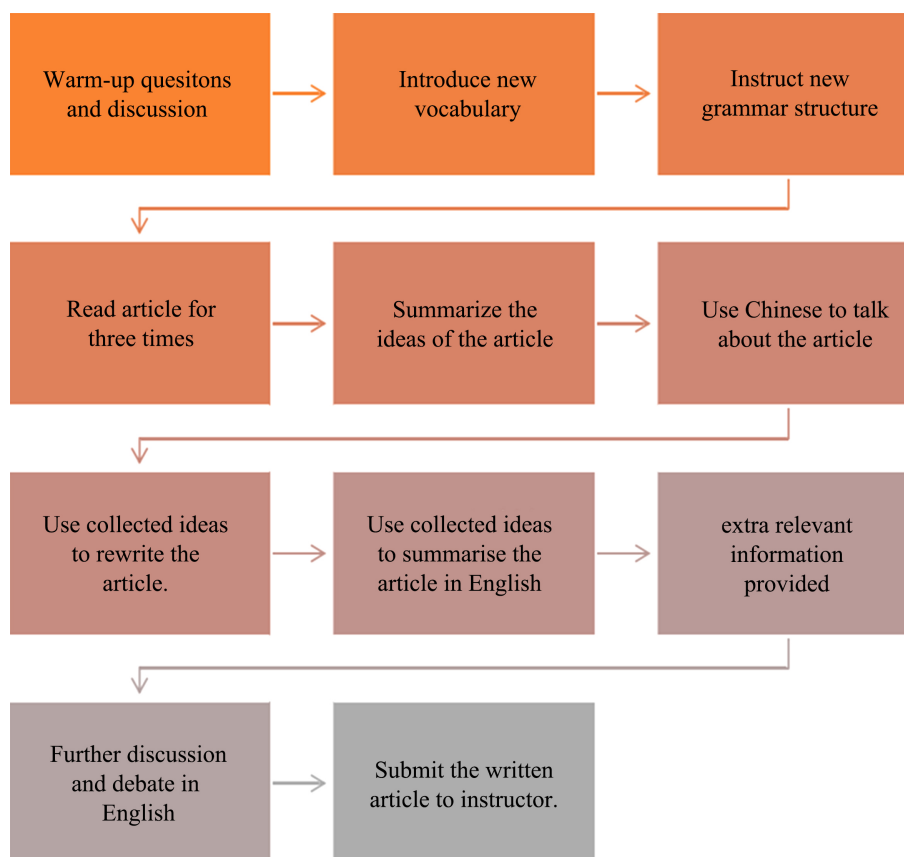 Warm-up quesitons
and discussion
Introduce new
vocabulary
Instruct new
grammar structure
Read article for
three times
Summarize the
ideas of the article
Use Chinese to talk
about the article
Use collected ideas
to rewrite the
article.
Use collected ideas
to summarise the
article in English
extra relevant
information
provided
Further discussion
and debate in
English
Submit the written
article to instructor.